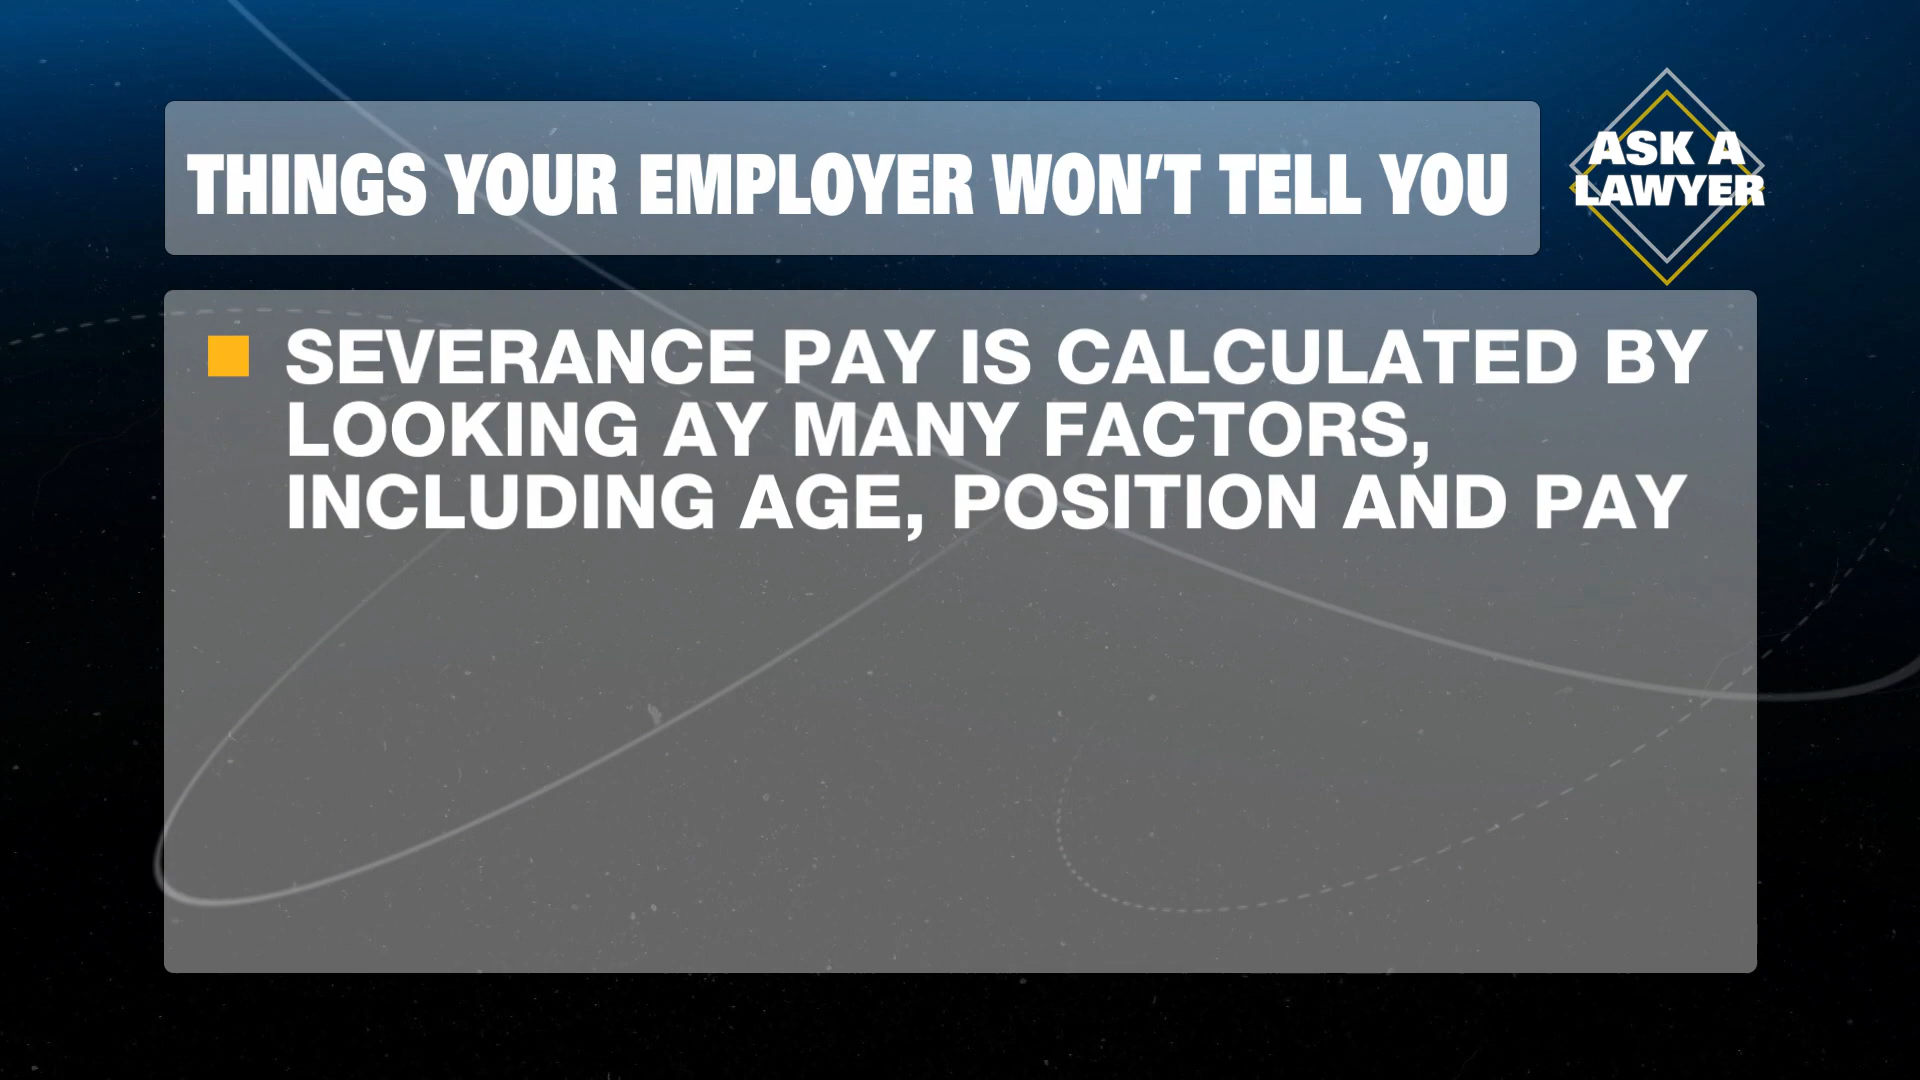 THINGS YOUR EMPLOYER WON'T TELL YOU
ASK A
LAWYER
SEVERANCE PAY IS CALCULATED BY
LOOKING AY MANY FACTORS,
INCLUDING AGE, POSITION AND PAY